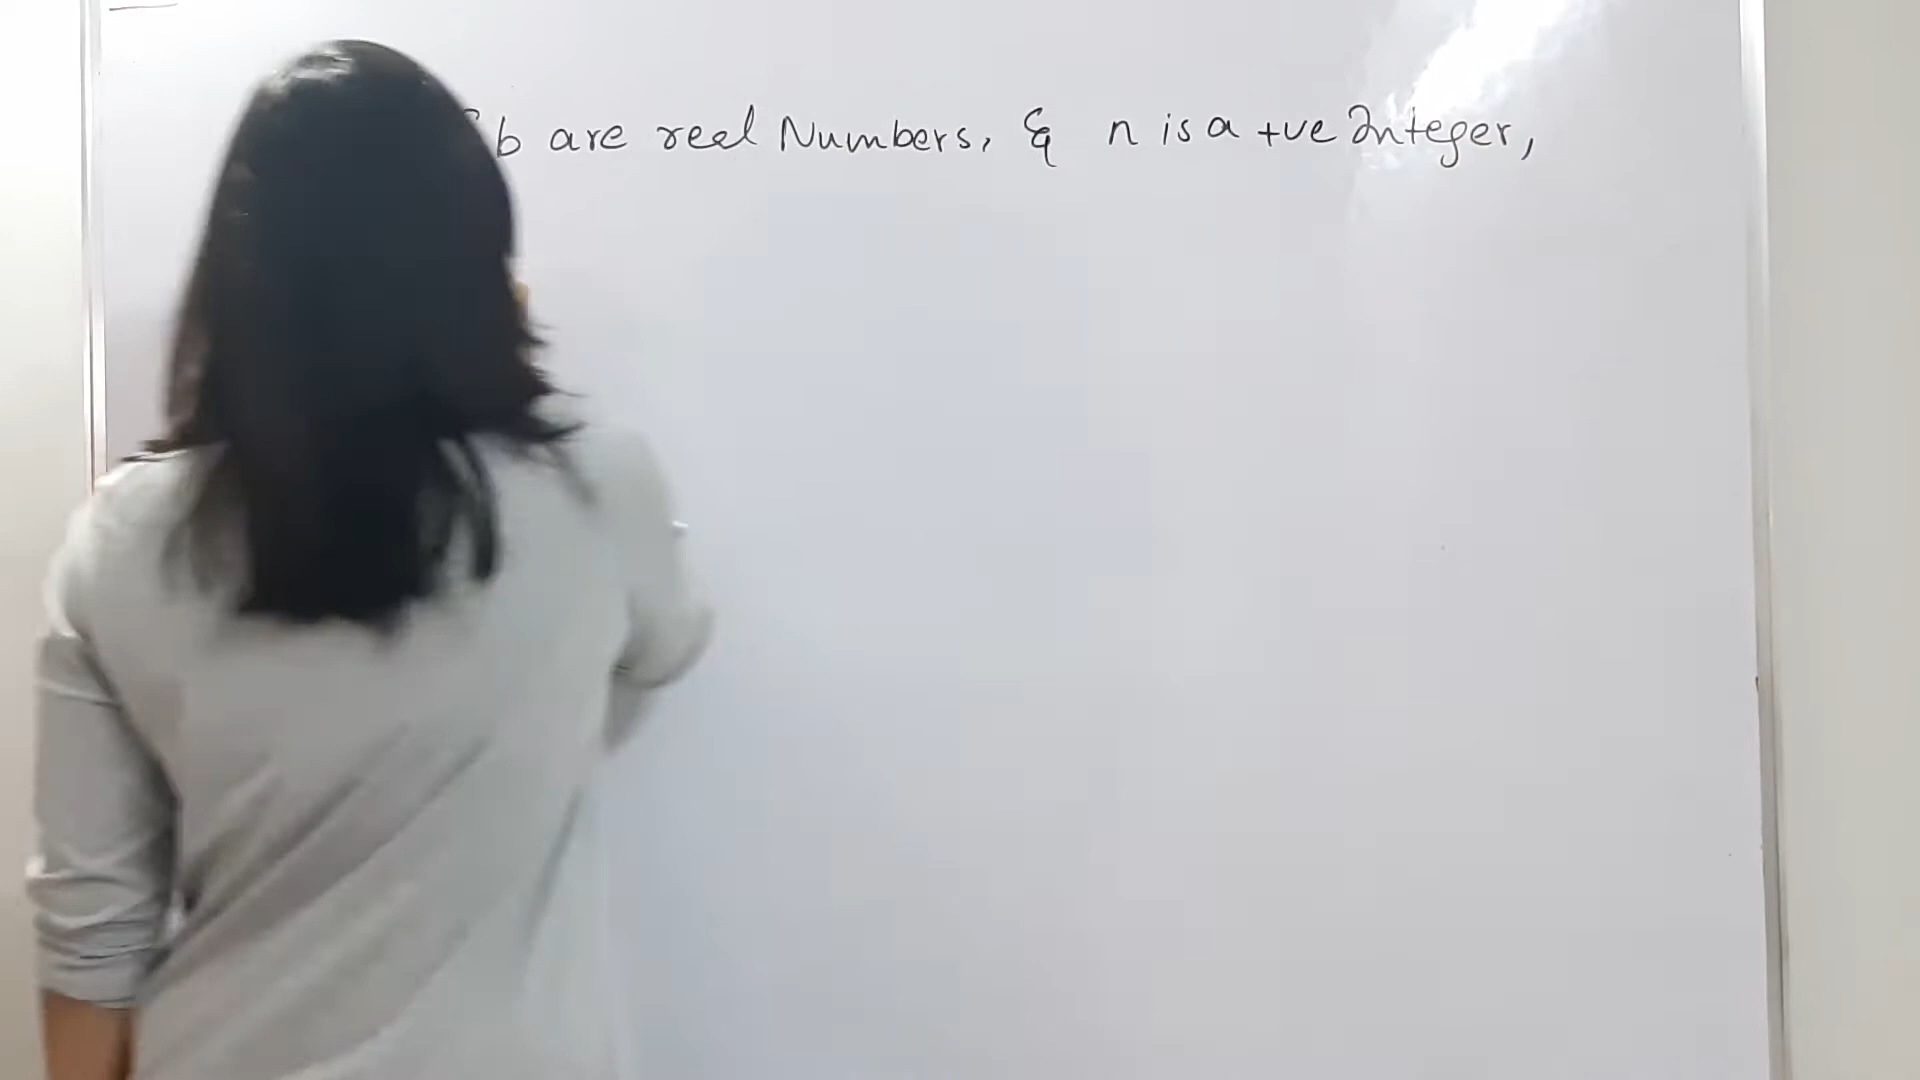 b are real Numbers, & n is a +ve Integer,